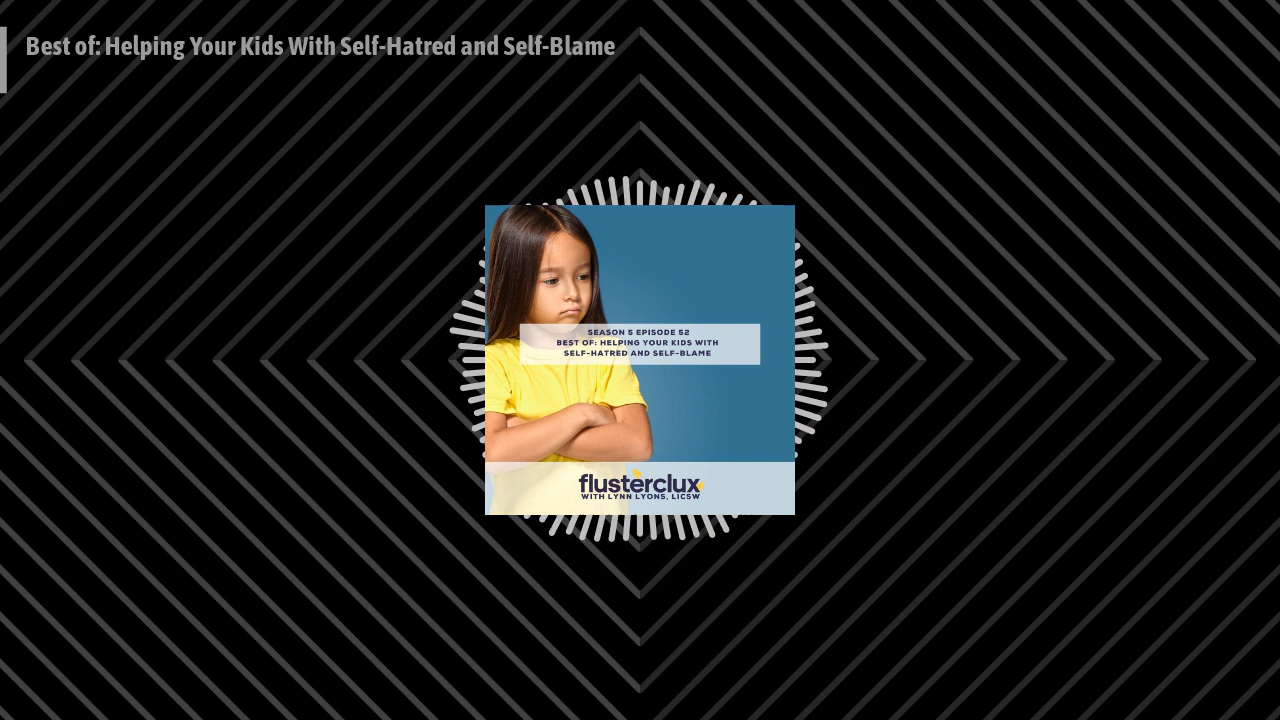 Best of: Helping Your Kids With Self-Hatred and Self-Blame
SEASON 5 EPISODE 52
BEST OF: HELPING YOUR KIDS WITH
SELF-HATRED AND SELF-BLAME
flusterclux
WITH LYNN LYONS, LICSW